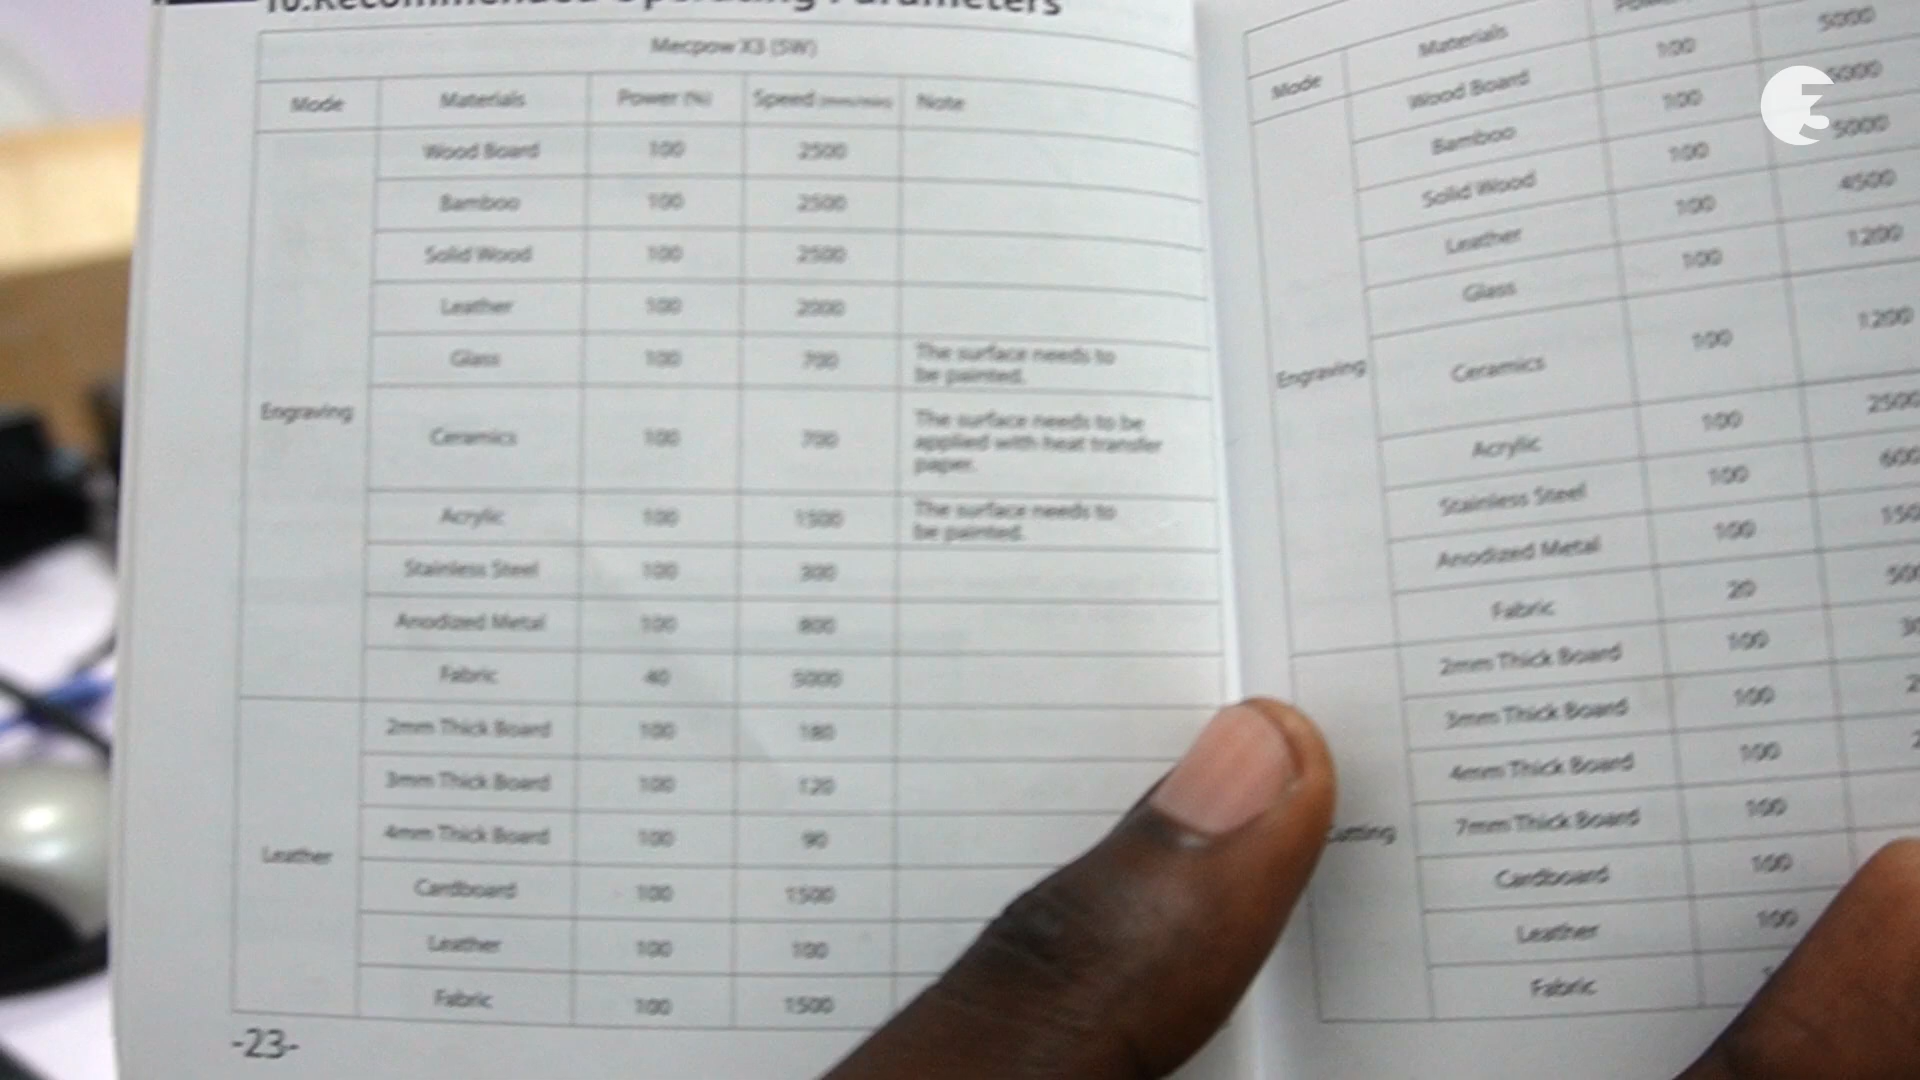 10.Recommended Operating Parameters
Mecpow X3 (5W)
Mode Materials Power (%) Speed (mm/min) Note
Engraving
Wood Board 100 2500
Bamboo 100 2500
Solid Wood 100 2500
Leather 100 2000
Glass 100 700 The surface needs to
be painted.
Ceramics 100 700 The surface needs to be
applied with heat transfer
paper.
Acrylic 100 1500 The surface needs to
be painted.
Stainless Steel 100 300
Anodized Metal 100 800
Fabric 40 5000
Leather
2mm Thick Board 100 180
3mm Thick Board 100 120
4mm Thick Board 100 90
Cardboard 100 1500
Leather 100 100
Fabric 100 1500
-23-
Mode Materials
Engraving
Wood Board 100 5000
Bamboo 100 5000
Solid Wood 100 5000
Leather 100 4500
Glass 100 1200
Ceramics 100 1200
Acrylic 100 2500
Stainless Steel 100 600
Anodized Metal 100
Fabric 20
2mm Thick Board 100
3mm Thick Board 100
4mm Thick Board 100
7mm Thick Board 100
Cardboard 100
Leather 100
Fabric